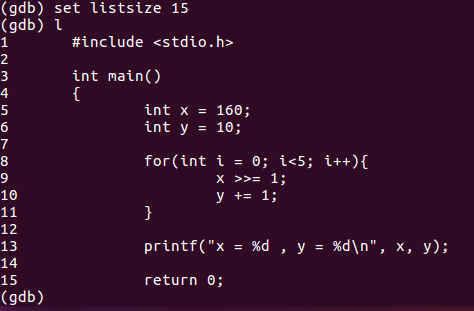 (gdb) set listsize 15
(gdb) l
1       #include <stdio.h>
2
3       int main()
4       {
5               int x = 160;
6               int y = 10;
7
8               for(int i = 0; i<5; i++){
9                       x >>= 1;
10                      y += 1;
11              }
12
13              printf("x = %d , y = %d\n", x, y);
14
15              return 0;
(gdb)